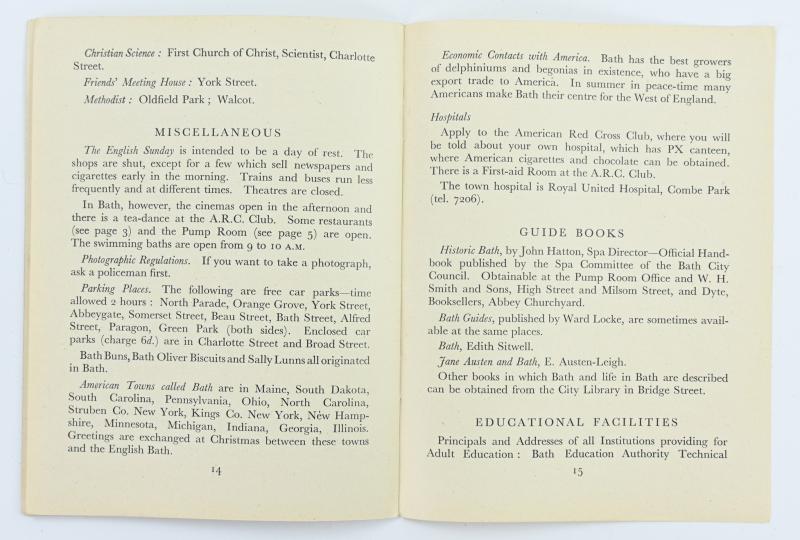 Christian Science : First Church of Christ, Scientist, Charlotte
Street.
Friends' Meeting House : York Street.
Methodist : Oldfield Park ; Walcot.
MISCELLANEOUS
The English Sunday is intended to be a day of rest. The
shops are shut, except for a few which sell newspapers and
cigarettes early in the morning. Trains and buses run less
frequently and at different times. Theatres are closed.
In Bath, however, the cinemas open in the afternoon and
there is a tea-dance at the A.R.C. Club. Some restaurants
(see page 3) and the Pump Room (see page 5) are open.
The swimming baths are open from 9 to 10 A.M.
Photographic Regulations. If you want to take a photograph,
ask a policeman first.
Parking Places. The following are free car parks—time
allowed 2 hours : North Parade, Orange Grove, York Street,
Abbeygate, Somerset Street, Beau Street, Bath Street, Alfred
Street, Paragon, Green Park (both sides). Enclosed car
parks (charge 6d.) are in Charlotte Street and Broad Street.
Bath Buns, Bath Oliver Biscuits and Sally Lunns all originated
in Bath.
American Towns called Bath are in Maine, South Dakota,
South Carolina, Pennsylvania, Ohio, North Carolina,
Struben Co. New York, Kings Co. New York, New Hamp-
shire, Minnesota, Michigan, Indiana, Georgia, Illinois.
Greetings are exchanged at Christmas between these towns
and the English Bath.
14
Economic Contacts with America. Bath has the best growers
of delphiniums and begonias in existence, who have a big
export trade to America. In summer in peace-time many
Americans make Bath their centre for the West of England.
Hospitals
Apply to the American Red Cross Club, where you will
be told about your own hospital, which has PX canteen,
where American cigarettes and chocolate can be obtained.
There is a First-aid Room at the A.R.C. Club.
The town hospital is Royal United Hospital, Combe Park
(tel. 7206).
GUIDE BOOKS
Historic Bath, by John Hatton, Spa Director—Official Hand-
book published by the Spa Committee of the Bath City
Council. Obtainable at the Pump Room Office and W. H.
Smith and Sons, High Street and Milsom Street, and Dyte,
Booksellers, Abbey Churchyard.
Bath Guides, published by Ward Locke, are sometimes avail-
able at the same places.
Bath, Edith Sitwell.
Jane Austen and Bath, E. Austen-Leigh.
Other books in which Bath and life in Bath are described
can be obtained from the City Library in Bridge Street.
EDUCATIONAL FACILITIES
Principals and Addresses of all Institutions providing for
Adult Education : Bath Education Authority Technical
15